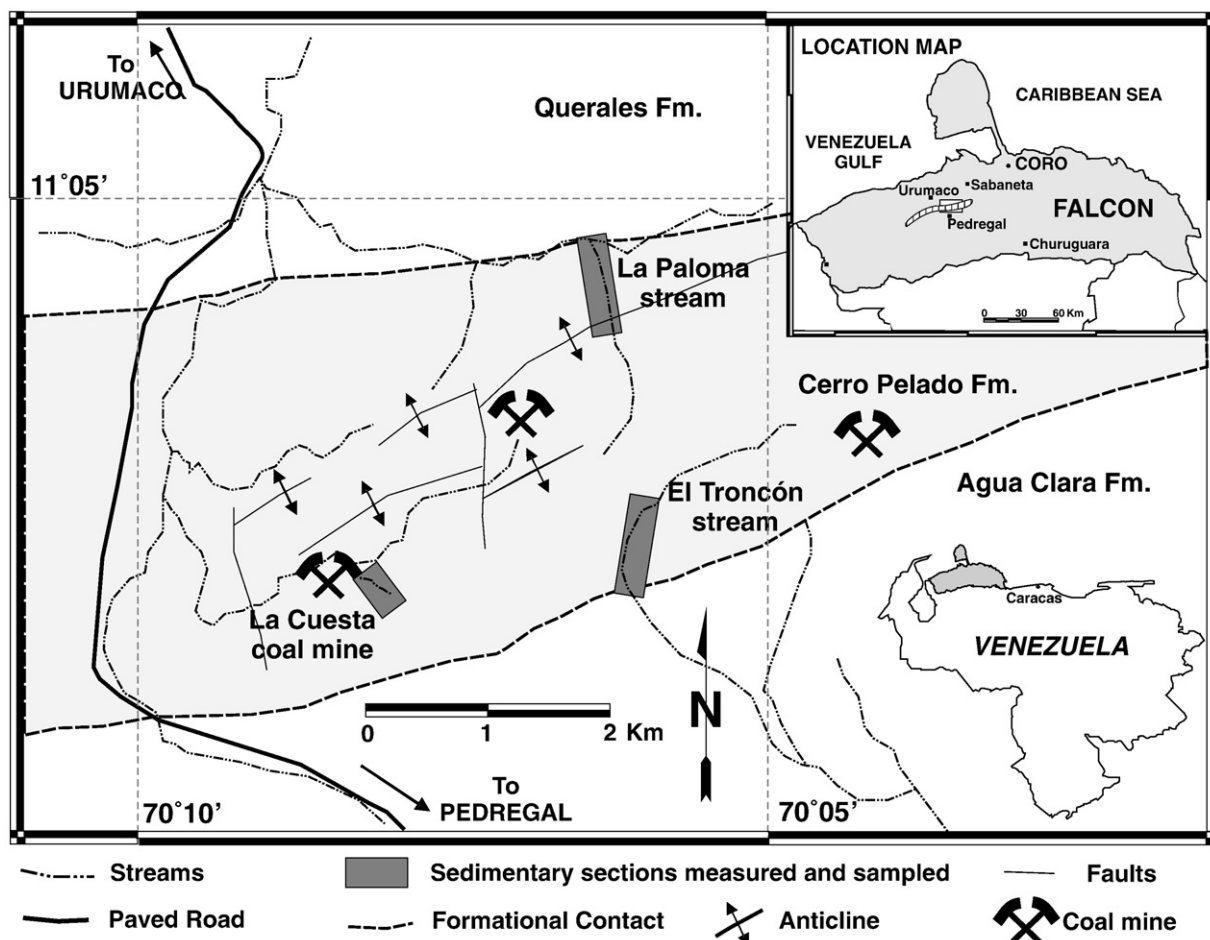 To
URUMACO
Querales Fm.
LOCATION MAP
CARIBBEAN SEA
VENEZUELA
GULF
CORO
Sabaneta
Urumaco
FALCON
Pedregal
Churuguara
0 30 60 Km
11°05’
La Paloma
stream
Cerro Pelado Fm.
El Troncón
stream
Agua Clara Fm.
La Cuesta
coal mine
Caracas
VENEZUELA
N
0 1 2 Km
To
PEDREGAL
70°10’
70°05’
Streams
Sedimentary sections measured and sampled
Faults
Paved Road
Formational Contact
Anticline
Coal mine